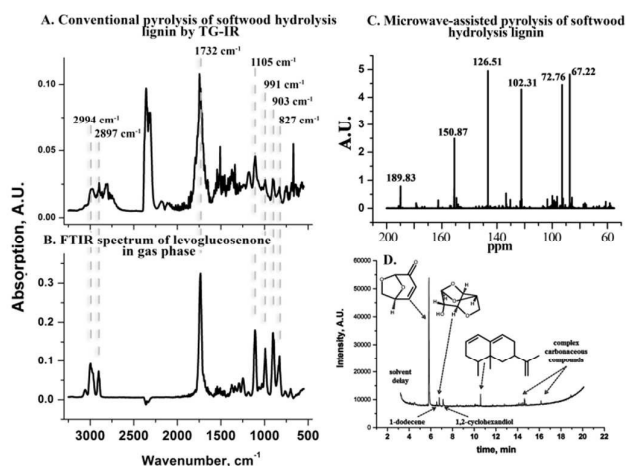 A. Conventional pyrolysis of softwood hydrolysis
lignin by TG-IR
1732 cm-1
1105 cm-1
991 cm-1
903 cm-1
827 cm-1
2994 cm-1
2897 cm-1
0.10
0.05
0.00
B. FTIR spectrum of levoglucosenone
in gas phase
0.3
0.2
0.1
0.0
Absorption, A.U.
3000 2500 2000 1500 1000 500
Wavenumber, cm-1
C. Microwave-assisted pyrolysis of softwood
hydrolysis lignin
126.51
102.31
72.76
67.22
150.87
189.83
5
4
3
2
1
0
A.U.
200 180 160 140 120 100 80 60
ppm
D.
60000
50000
40000
30000
20000
10000
0
Intensity, A.U.
O
O
O
H
H
O
O
H
HO
H
O
solvent
delay
complex
carbonaceous
compounds
1-dodecene
1,2-cyclohexandiol
0 2 4 6 8 10 12 14 16 18 20 22
time, min